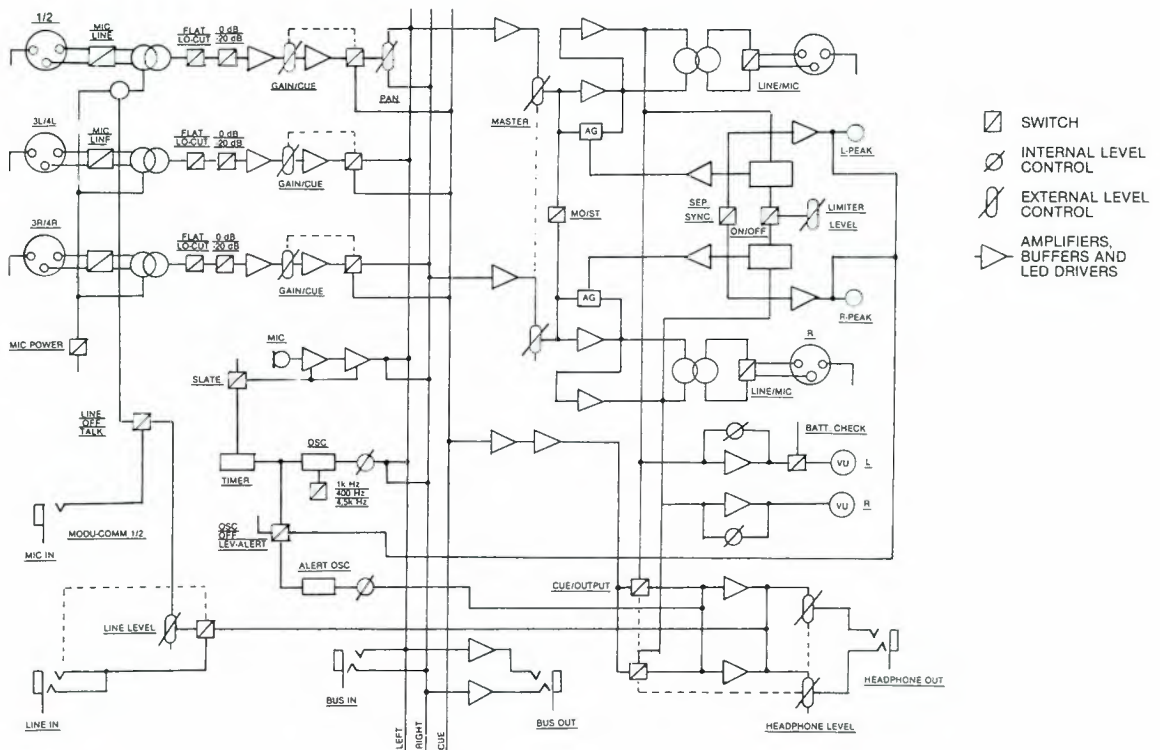 1/2
MIC
LINE
FLAT
LO-CUT
0 dB
-20 dB
GAIN/CUE
PAN
MASTER
LINE/MIC
3L/4L
MIC
LINE
FLAT
LO-CUT
0 dB
-20 dB
GAIN/CUE
AG
L-PEAK
SEP
SYNC.
ON/OFF
LIMITER
LEVEL
MO/ST
3R/4R
FLAT
LO-CUT
0 dB
-20 dB
GAIN/CUE
AG
R-PEAK
MIC POWER
MIC
SLATE
R
LINE/MIC
LINE
OFF
TALK
OSC
TIMER
1k Hz
400 Hz
4.5k Hz
BATT. CHECK
VU
L
VU
R
MIC IN
MODU-COMM 1/2
OSC
OFF
LEV-ALERT
ALERT OSC
CUE/OUTPUT
LINE LEVEL
LINE IN
BUS IN
BUS OUT
HEADPHONE OUT
HEADPHONE LEVEL
LEFT
RIGHT
CUE
SWITCH
INTERNAL LEVEL
CONTROL
EXTERNAL LEVEL
CONTROL
AMPLIFIERS,
BUFFERS AND
LED DRIVERS